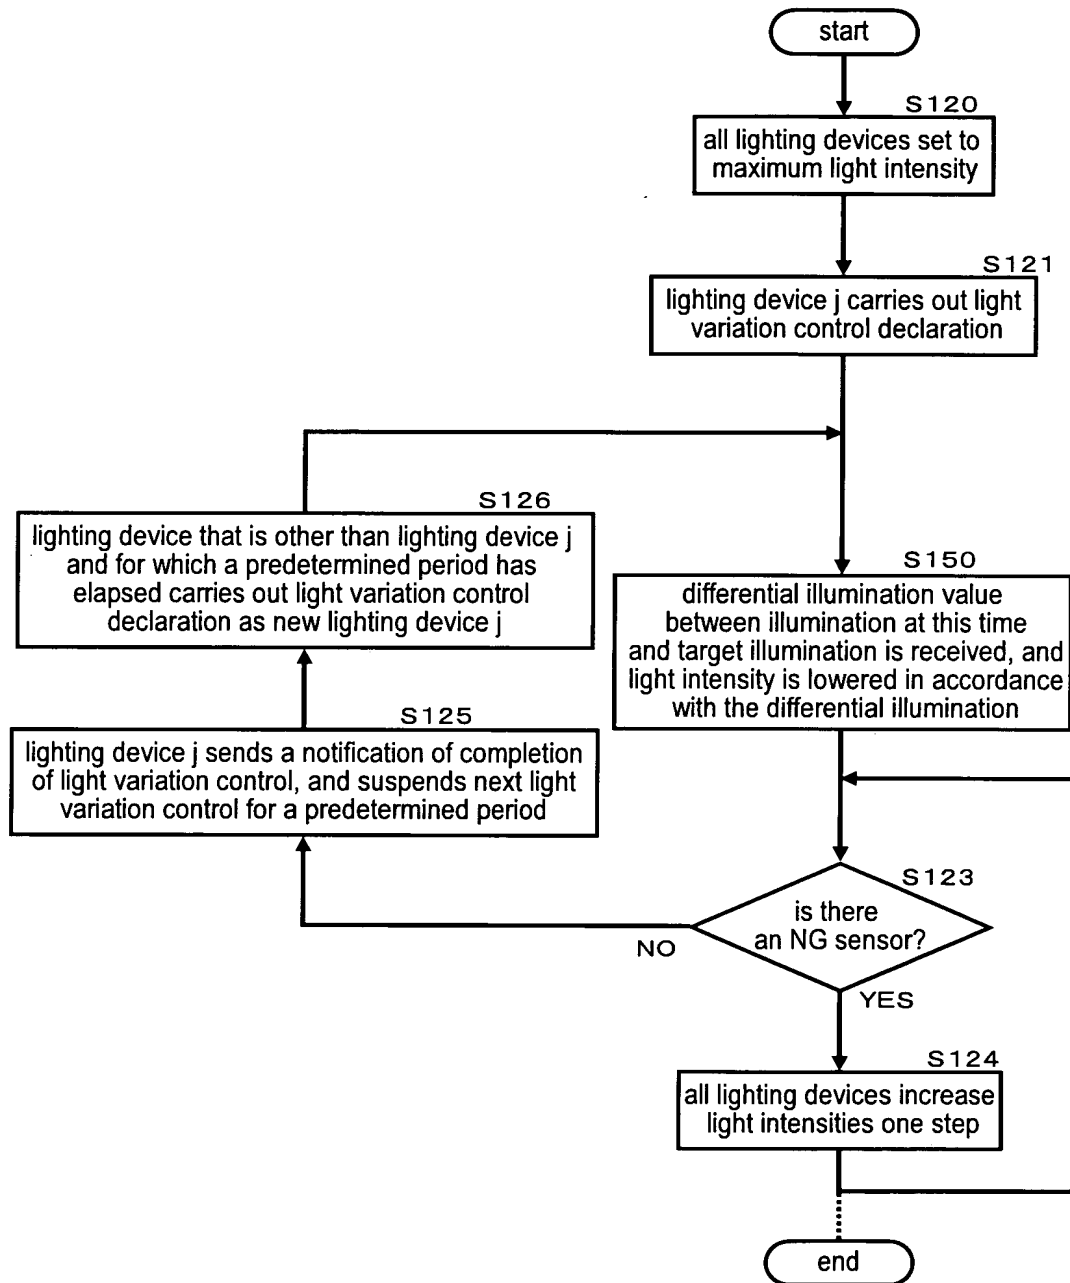 start
S120
all lighting devices set to
maximum light intensity
S121
lighting device j carries out light
variation control declaration
S126
lighting device that is other than lighting device j
and for which a predetermined period has
elapsed carries out light variation control
declaration as new lighting device j
S150
differential illumination value
between illumination at this time
and target illumination is received, and
light intensity is lowered in accordance
with the differential illumination
S125
lighting device j sends a notification of completion
of light variation control, and suspends next light
variation control for a predetermined period
S123
is there
an NG sensor?
NO
YES
S124
all lighting devices increase
light intensities one step
end